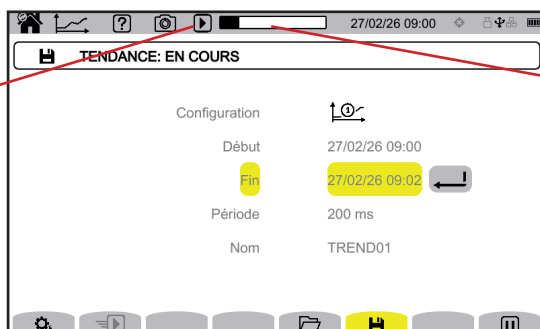 27/02/26 09:00
TENDANCE: EN COURS
Configuration 1
Début 27/02/26 09:00
Fin 27/02/26 09:02
Période 200 ms
Nom TREND01